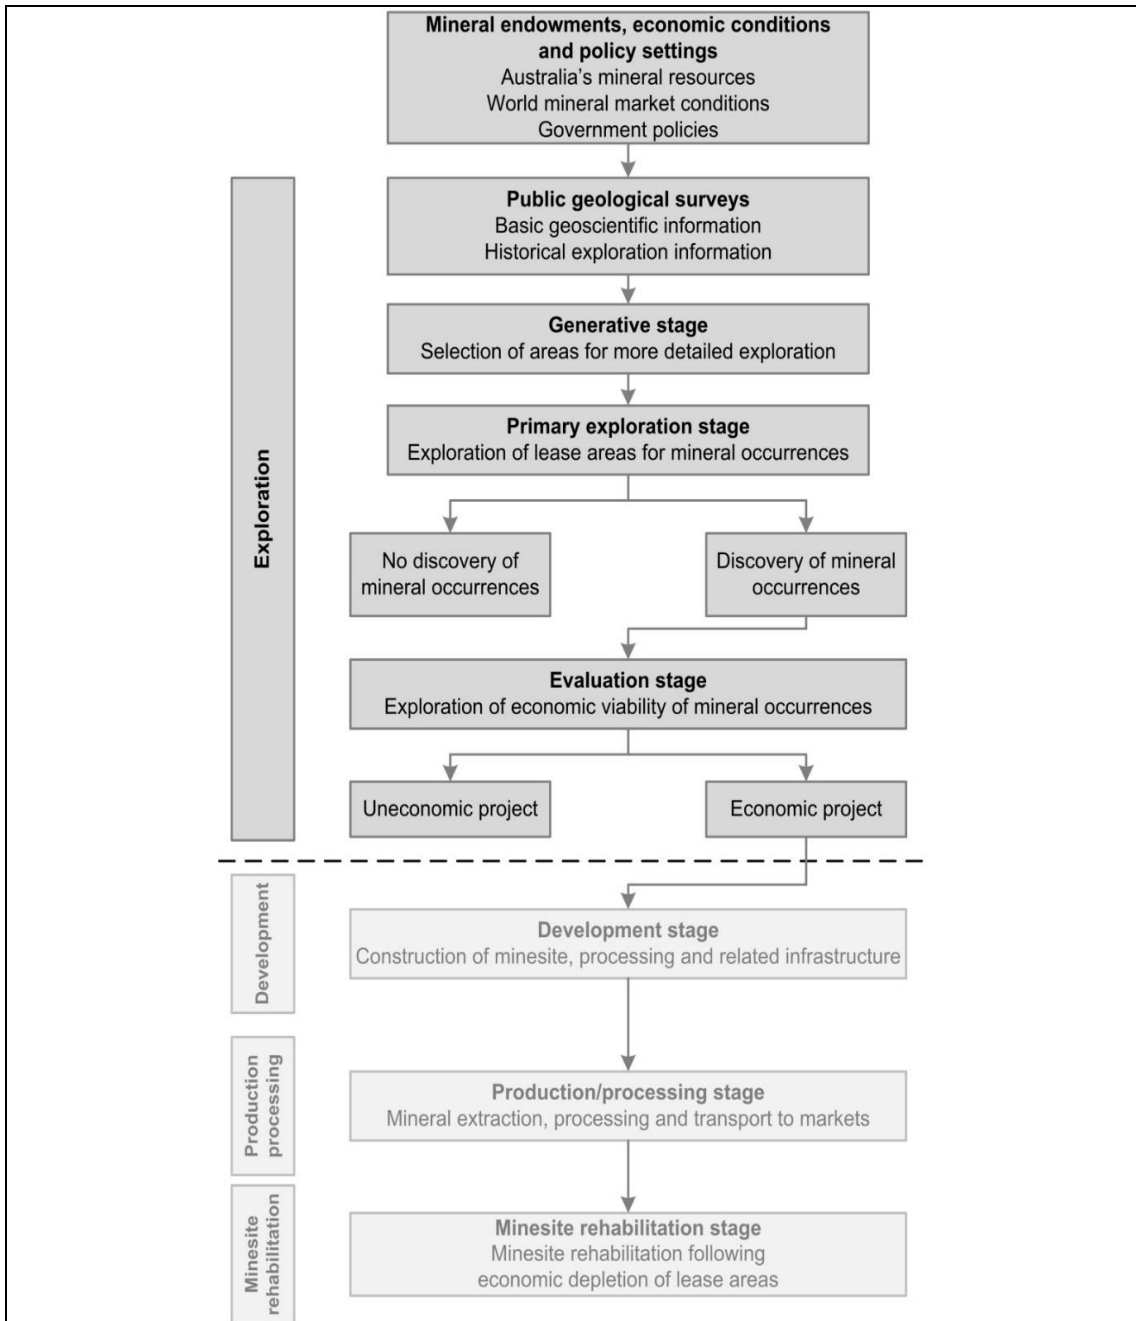 Mineral endowments, economic conditions
and policy settings
Australia's mineral resources
World mineral market conditions
Government policies
Exploration
Public geological surveys
Basic geoscientific information
Historical exploration information
Generative stage
Selection of areas for more detailed exploration
Primary exploration stage
Exploration of lease areas for mineral occurrences
No discovery of
mineral occurrences
Discovery of mineral
occurrences
Evaluation stage
Exploration of economic viability of mineral occurrences
Uneconomic project
Economic project
Development
Development stage
Construction of minesite, processing and related infrastructure
Production
processing
Production/processing stage
Mineral extraction, processing and transport to markets
Minesite
rehabilitation
Minesite rehabilitation stage
Minesite rehabilitation following
economic depletion of lease areas